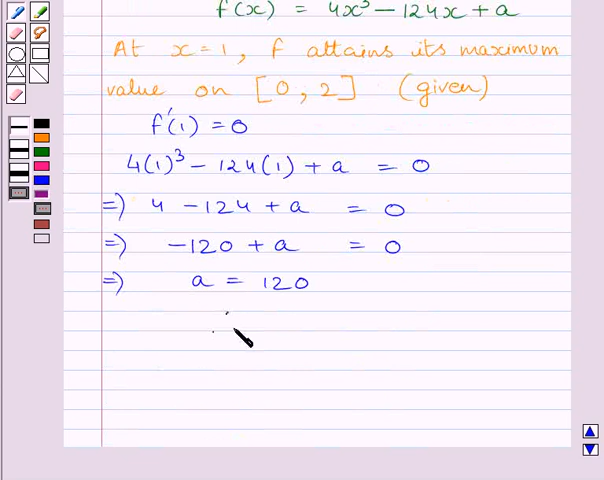 f(x) = 4x³ - 124x + a
At x=1, f attains its maximum
value on [0, 2] (given)
f'(1) = 0
4(1)³ - 124(1) + a = 0
=) 4 - 124 + a = 0
=) -120 + a = 0
=) a = 120